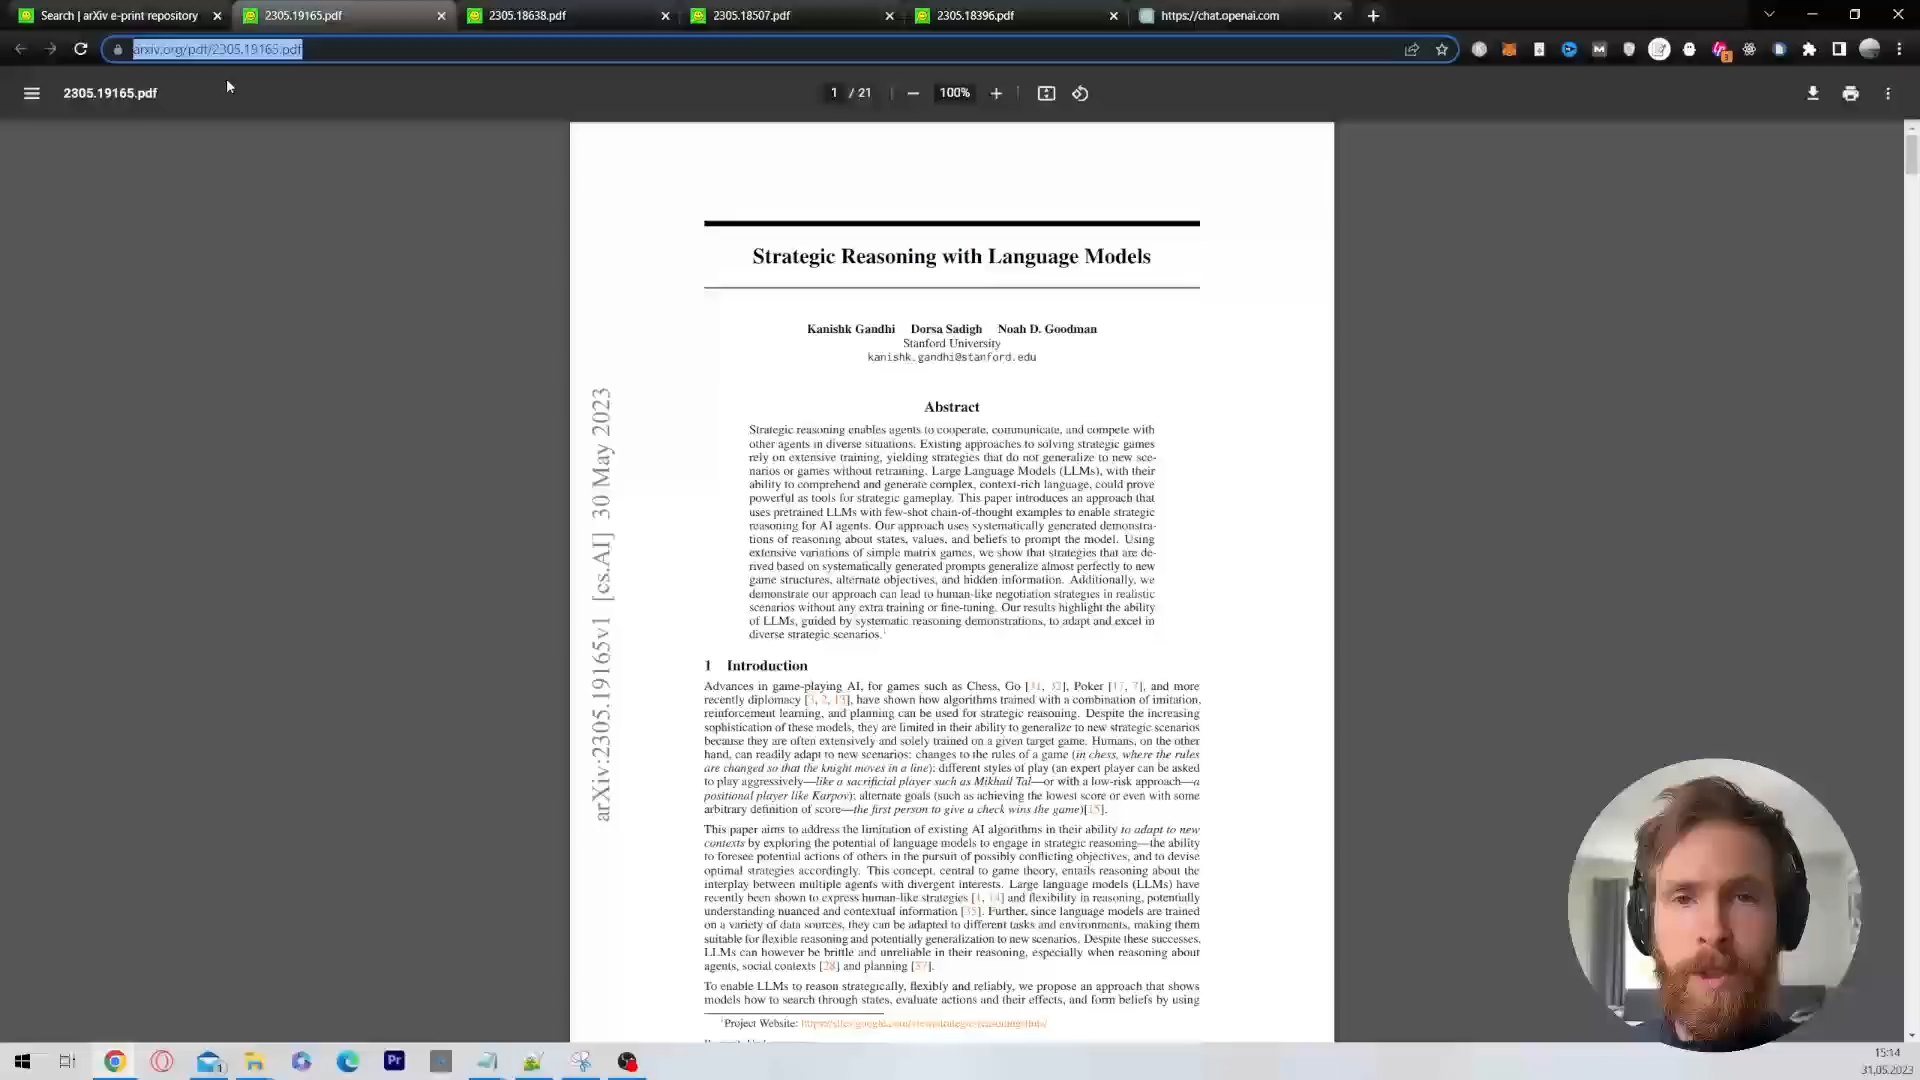 Search | arXiv e-print repository
2305.19165.pdf
2305.18638.pdf
2305.18507.pdf
2305.18396.pdf
https://chat.openai.com
arxiv.org/pdf/2305.19165.pdf
2305.19165.pdf
1 / 21
100%
Strategic Reasoning with Language Models
Kanishk Gandhi Dorsa Sadigh Noah D. Goodman
Stanford University
kanishk.gandhi@stanford.edu
Abstract
Strategic reasoning enables agents to cooperate, communicate, and compete with
other agents in diverse situations. Existing approaches to solving strategic games
rely on extensive training, yielding strategies that do not generalize to new sce-
narios or games without retraining. Large Language Models (LLMs), with their
ability to comprehend and generate complex, context-rich language, could prove
powerful as tools for strategic gameplay. This paper introduces an approach that
uses pretrained LLMs with few-shot chain-of-thought examples to enable strategic
reasoning for AI agents. Our approach uses systematically generated demonstra-
tions of reasoning about states, values, and beliefs to prompt the model. Using
extensive variations of simple matrix games, we show that strategies that are de-
rived based on systematically generated prompts generalize almost perfectly to new
game structures, alternate objectives, and hidden information. Additionally, we
demonstrate our approach can lead to human-like negotiation strategies in realistic
scenarios without any extra training or fine-tuning. Our results highlight the ability
of LLMs, guided by systematic reasoning demonstrations, to adapt and excel in
diverse strategic scenarios.¹
1 Introduction
Advances in game-playing AI, for games such as Chess, Go [31, 32], Poker [17, 7], and more
recently diplomacy [3, 2, 13], have shown how algorithms trained with a combination of imitation,
reinforcement learning, and planning can be used for strategic reasoning. Despite the increasing
sophistication of these models, they are limited in their ability to generalize to new strategic scenarios
because they are often extensively and solely trained on a given target game. Humans, on the other
hand, can readily adapt to new scenarios: changes to the rules of a game (in chess, where the rules
are changed so that the knight moves in a line); different styles of play (an expert player can be asked
to play aggressively—like a sacrificial player such as Mikhail Tal—or with a low-risk approach—a
positional player like Karpov); alternate goals (such as achieving the lowest score or even with some
arbitrary definition of score—the first person to give a check wins the game)[15].
This paper aims to address the limitation of existing AI algorithms in their ability to adapt to new
contexts by exploring the potential of language models to engage in strategic reasoning—the ability
to foresee potential actions of others in the pursuit of possibly conflicting objectives, and to devise
optimal strategies accordingly. This concept, central to game theory, entails reasoning about the
interplay between multiple agents with divergent interests. Large language models (LLMs) have
recently been shown to express human-like strategies [1, 14] and flexibility in reasoning, potentially
understanding nuanced and contextual information [35]. Further, since language models are trained
on a variety of data sources, they can be adapted to different tasks and environments, making them
suitable for flexible reasoning and potentially generalization to new scenarios. Despite these successes,
LLMs can however be brittle and unreliable in their reasoning, especially when reasoning about
agents, social contexts [28] and planning [37].
To enable LLMs to reason strategically, flexibly and reliably, we propose an approach that shows
models how to search through states, evaluate actions and their effects, and form beliefs by using
¹Project Website:
arXiv:2305.19165v1 [cs.AI] 30 May 2023
15:14
31.05.2023